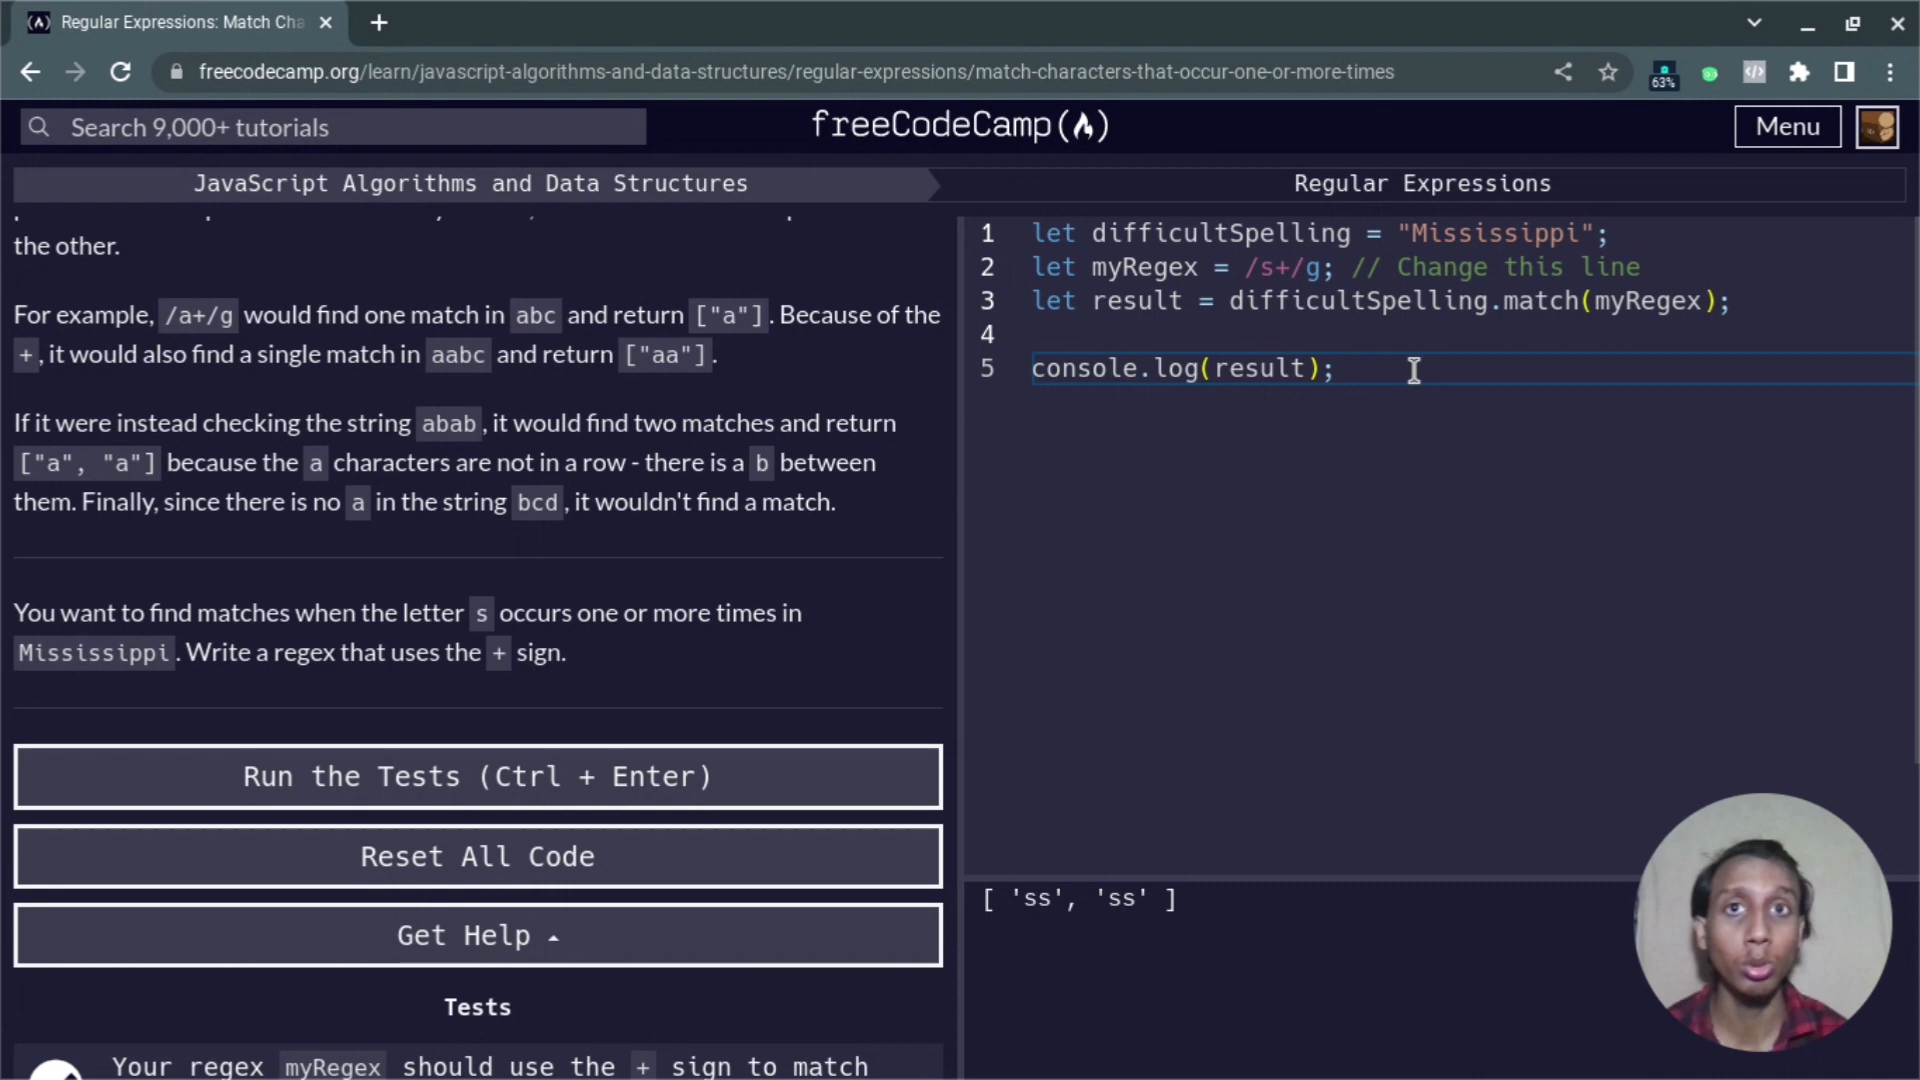 Regular Expressions: Match Cha
freecodecamp.org/learn/javascript-algorithms-and-data-structures/regular-expressions/match-characters-that-occur-one-or-more-times
63%
Search 9,000+ tutorials
freeCodeCamp(🔥)
Menu
JavaScript Algorithms and Data Structures
Regular Expressions
the other.
For example, /a+/g would find one match in abc and return ["a"]. Because of the
+, it would also find a single match in aabc and return ["aa"].
If it were instead checking the string abab, it would find two matches and return
["a", "a"] because the a characters are not in a row - there is a b between
them. Finally, since there is no a in the string bcd, it wouldn't find a match.
You want to find matches when the letter s occurs one or more times in
Mississippi. Write a regex that uses the + sign.
Run the Tests (Ctrl + Enter)
Reset All Code
Get Help
Tests
Your regex myRegex should use the + sign to match
1 let difficultSpelling = "Mississippi";
2 let myRegex = /s+/g; // Change this line
3 let result = difficultSpelling.match(myRegex);
4
5 console.log(result);
[ 'ss', 'ss' ]